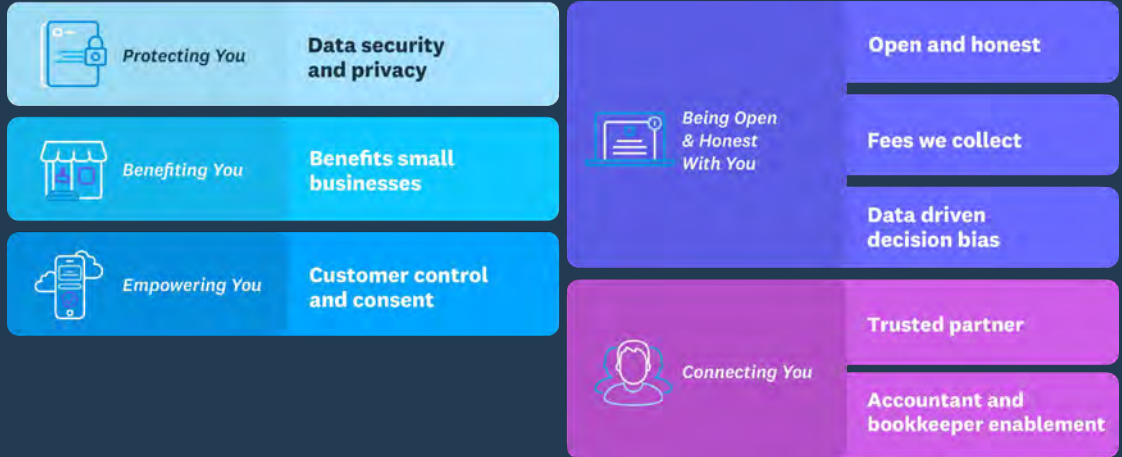 Protecting You
Data security
and privacy
Benefiting You
Benefits small
businesses
Empowering You
Customer control
and consent
Being Open
& Honest
With You
Open and honest
Fees we collect
Data driven
decision bias
Connecting You
Trusted partner
Accountant and
bookkeeper enablement